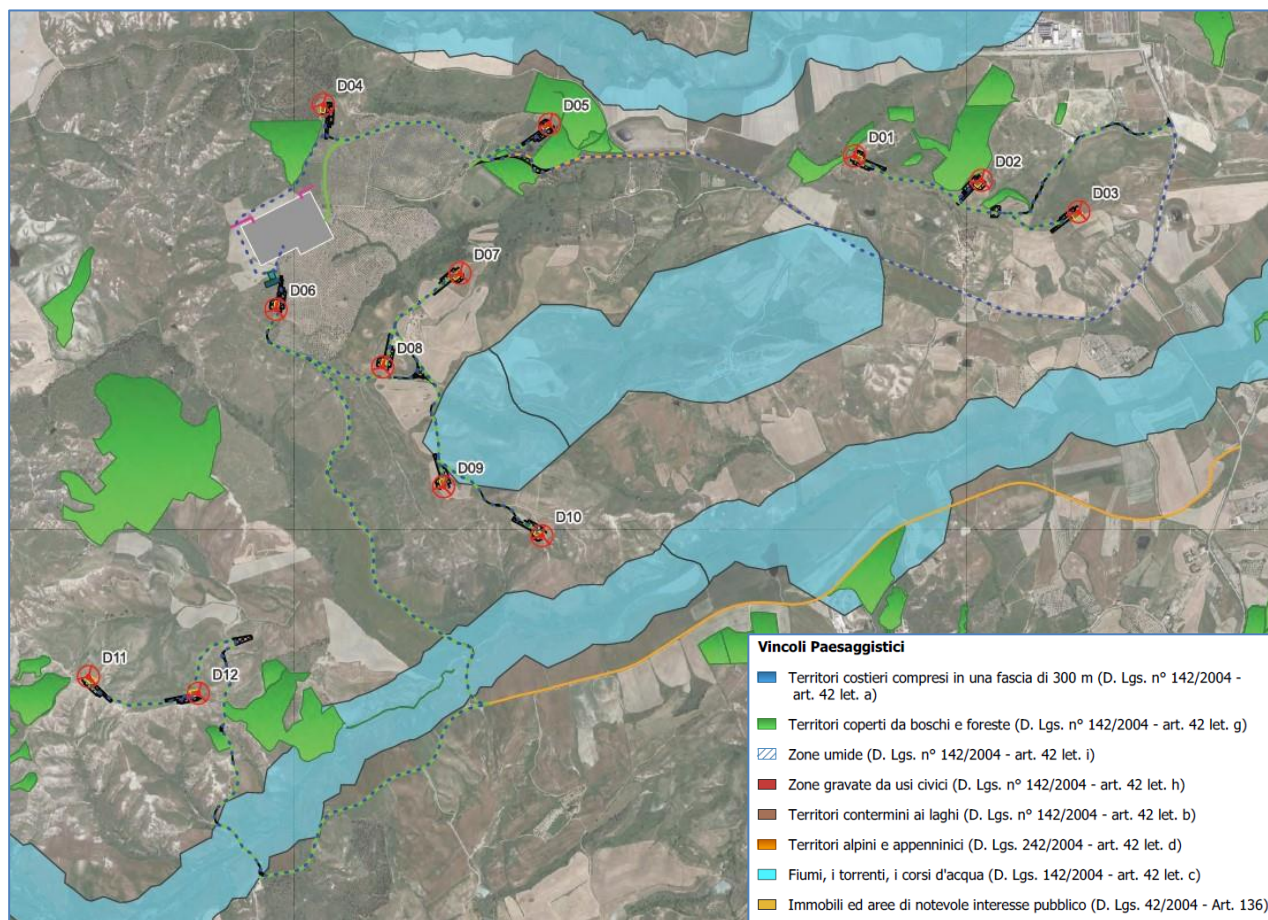 D04
D05
D01
D02
D03
D07
D06
D08
D09
D10
D11
D12
Vincoli Paesaggistici
Territori costieri compresi in una fascia di 300 m (D. Lgs. n° 142/2004 -
art. 42 let. a)
Territori coperti da boschi e foreste (D. Lgs. n° 142/2004 - art. 42 let. g)
Zone umide (D. Lgs. n° 142/2004 - art. 42 let. i)
Zone gravate da usi civici (D. Lgs. n° 142/2004 - art. 42 let. h)
Territori contermini ai laghi (D. Lgs. n° 142/2004 - art. 42 let. b)
Territori alpini e appenninici (D. Lgs. 242/2004 - art. 42 let. d)
Fiumi, i torrenti, i corsi d'acqua (D. Lgs. 142/2004 - art. 42 let. c)
Immobili ed aree di notevole interesse pubblico (D. Lgs. 42/2004 - Art. 136)